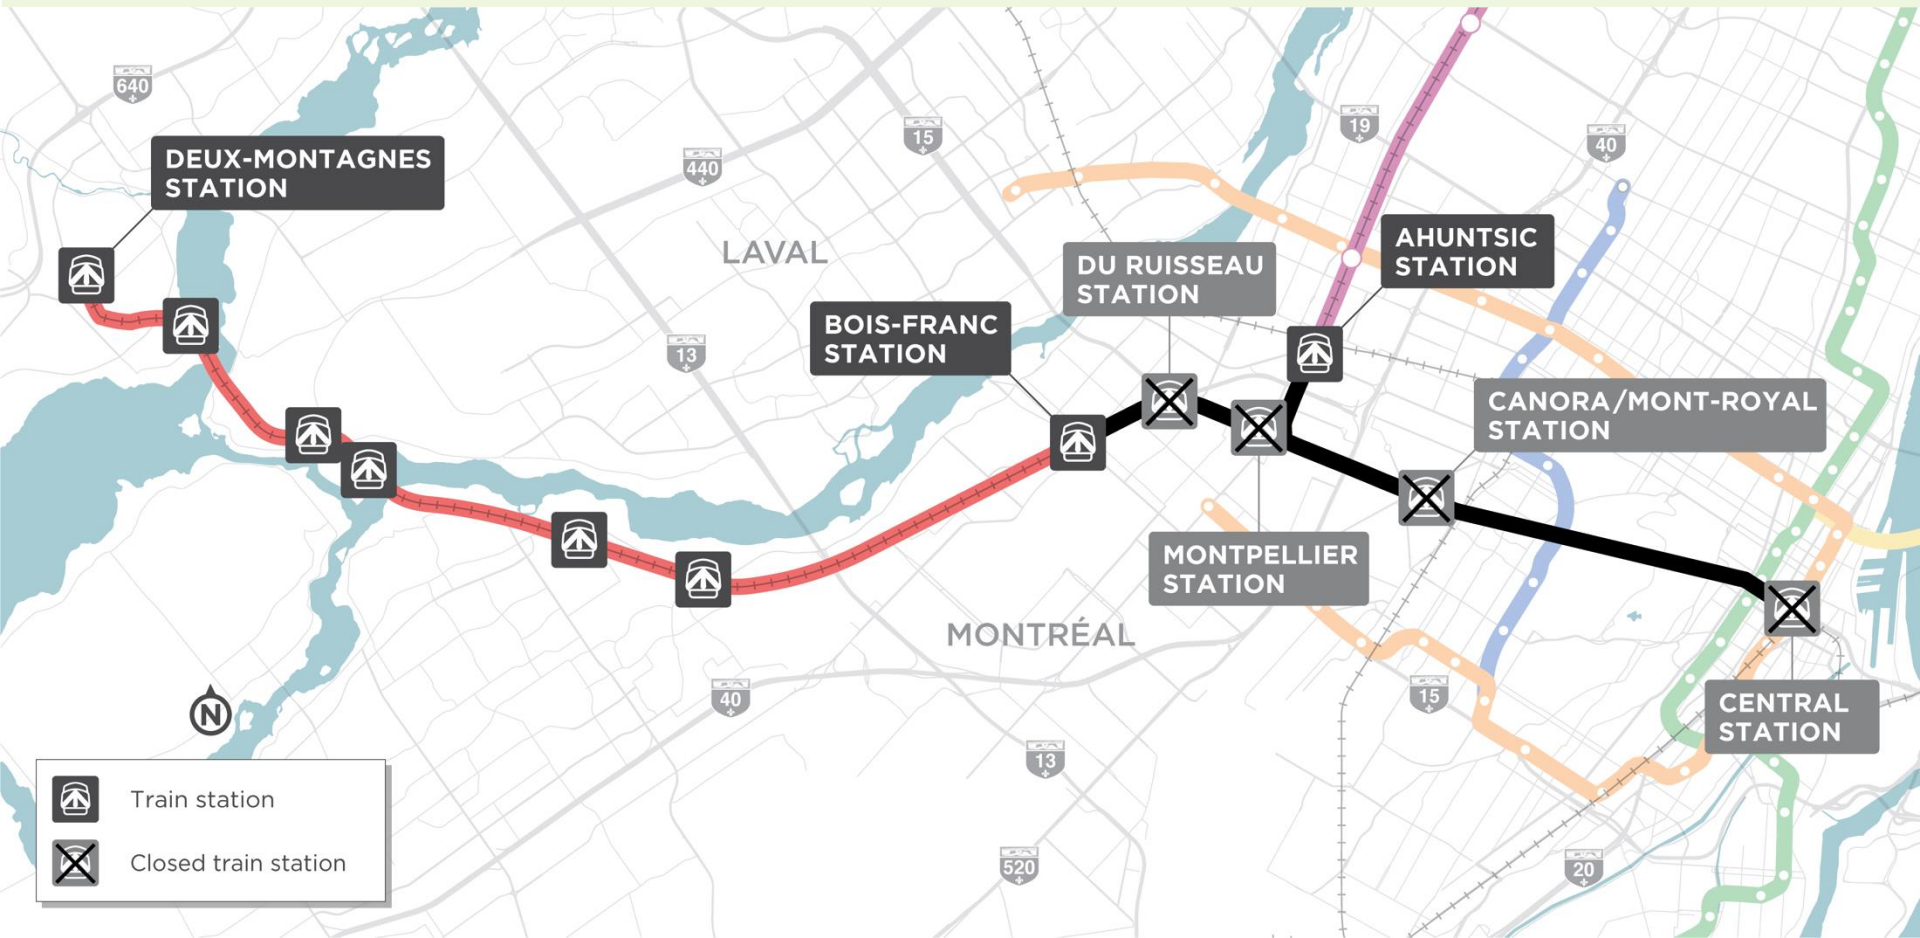 640
15
19
40
440
DEUX-MONTAGNES
STATION
LAVAL
AHUNTSIC
STATION
DU RUISSEAU
STATION
BOIS-FRANC
STATION
13
CANORA/MONT-ROYAL
STATION
MONTPELLIER
STATION
MONTRÉAL
40
15
CENTRAL
STATION
N
13
520
20
Train station
Closed train station